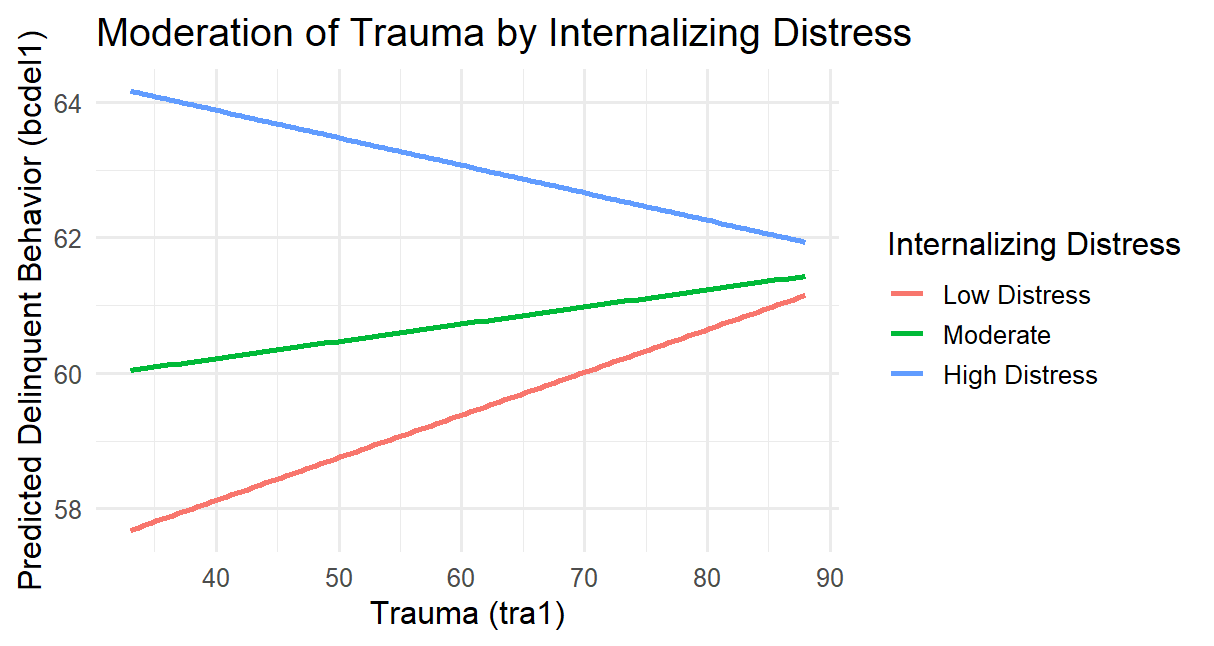 Moderation of Trauma by Internalizing Distress
Predicted Delinquent Behavior (bcdel1)
64
62
60
58
40 50 60 70 80 90
Trauma (tra1)
Internalizing Distress
Low Distress
Moderate
High Distress